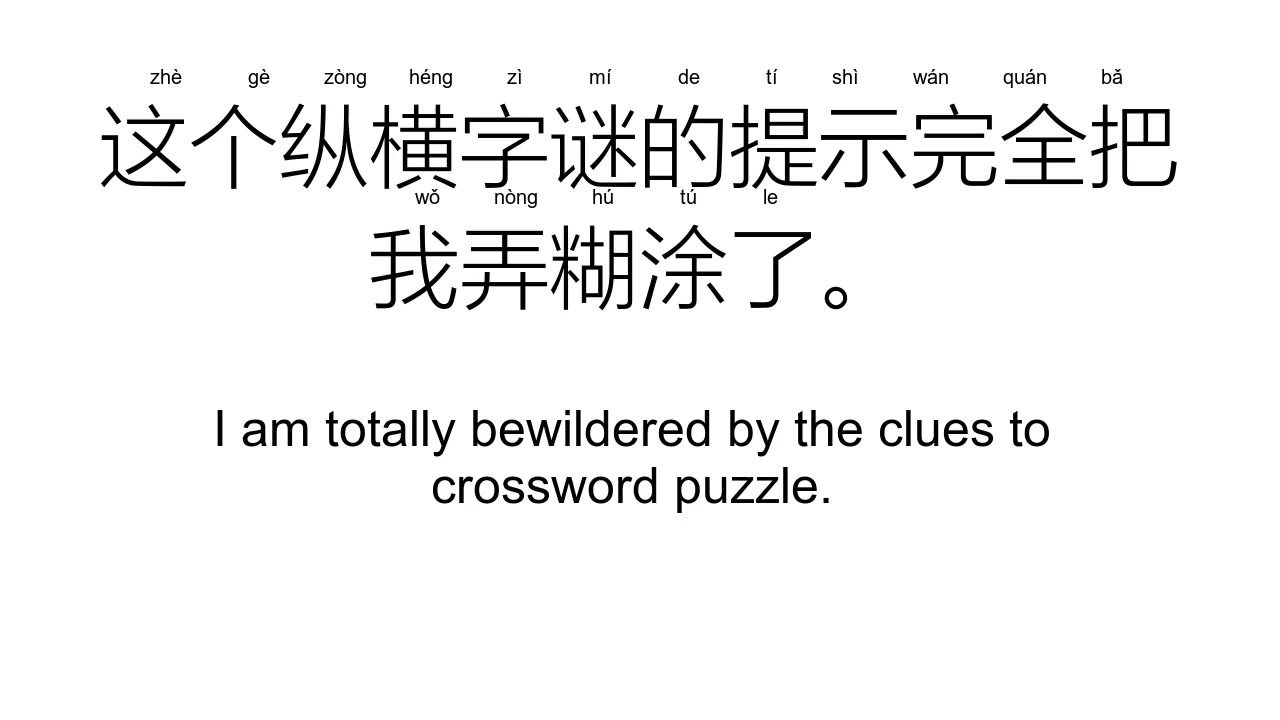 zhè gè zòng héng zì mí de tí shì wán quán bǎ
这个纵横字谜的提示完全把
wǒ nòng hú tú le
我弄糊涂了。
I am totally bewildered by the clues to
crossword puzzle.